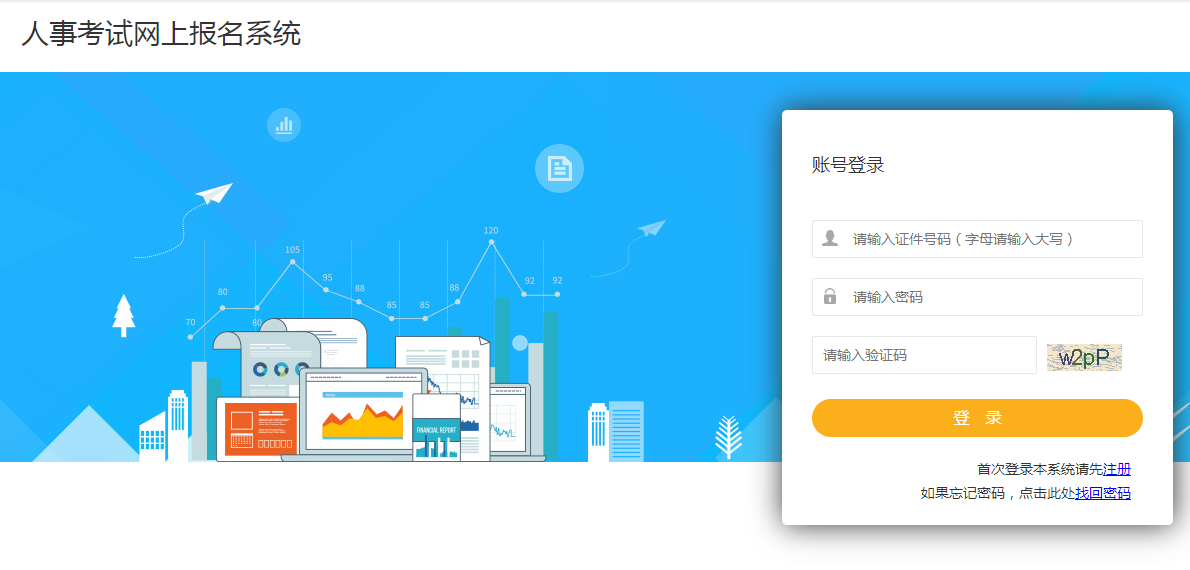 人事考试网上报名系统
账号登录
请输入证件号码（字母请输入大写）
请输入密码
请输入验证码
w2pP
登 录
首次登录本系统请先注册
如果忘记密码，点击此处找回密码
120
105
95
92
92
88
88
80
85
85
70
80
FINANCIAL REPORT